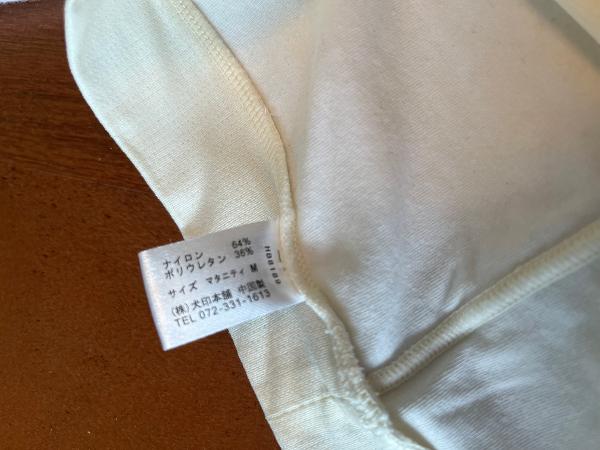 ナイロン 64%
ポリウレタン 36%
サイズ マタニティ M
(株)犬印本舗 中国製
TEL 072-331-1613